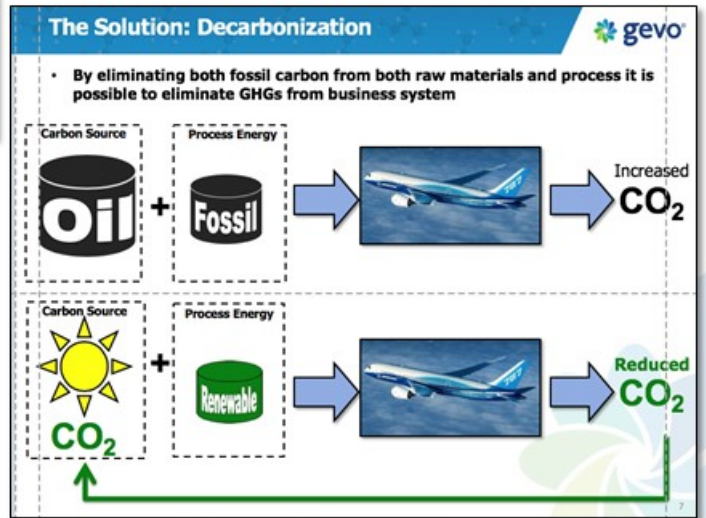 The Solution: Decarbonization
gevo
• By eliminating both fossil carbon from both raw materials and process it is
possible to eliminate GHGs from business system
Carbon Source
Process Energy
Oil
+
Fossil
Increased
CO2
Carbon Source
Process Energy
+
Renewable
CO2
Reduced
CO2
787
787
7